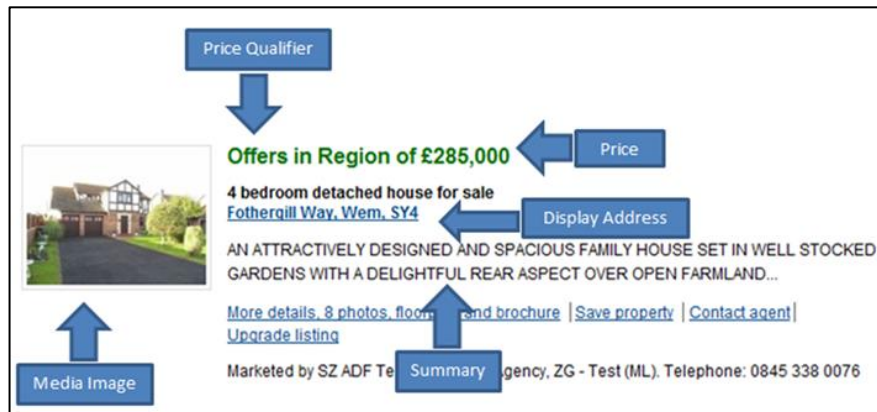 Price Qualifier
Offers in Region of £285,000
Price
4 bedroom detached house for sale
Fothergill Way, Wem, SY4
Display Address
AN ATTRACTIVELY DESIGNED AND SPACIOUS FAMILY HOUSE SET IN WELL STOCKED
GARDENS WITH A DELIGHTFUL REAR ASPECT OVER OPEN FARMLAND...
More details, 8 photos, and brochure | Save property | Contact agent |
Upgrade listing
Media Image
Summary
Marketed by SZ ADF ZG - Test (ML). Telephone: 0845 338 0076